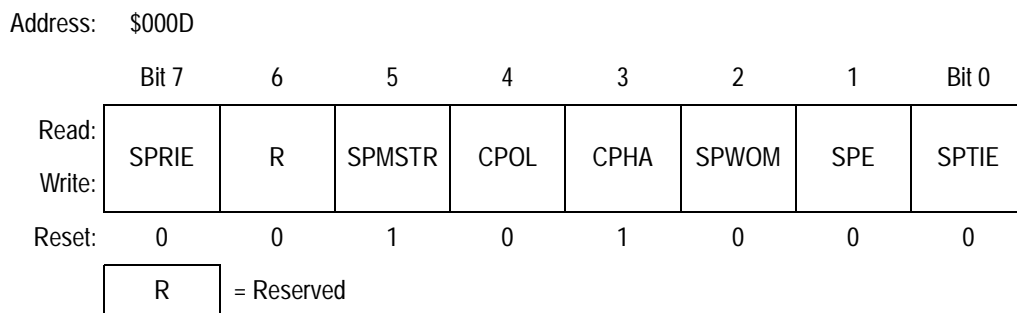 Address: $000D
Bit 7 6 5 4 3 2 1 Bit 0
Read:
SPRIE R SPMSTR CPOL CPHA SPWOM SPE SPTIE
Write:
Reset: 0 0 1 0 1 0 0 0
R = Reserved